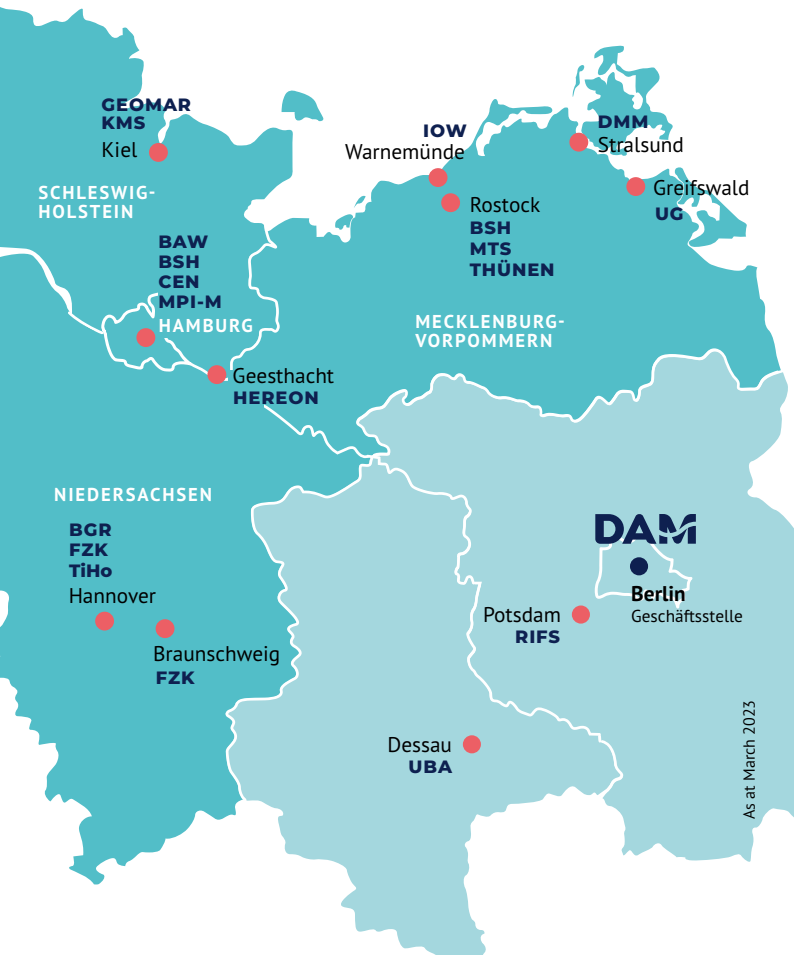 GEOMAR
KMS
Kiel
SCHLESWIG-
HOLSTEIN
IOW
Warnemünde
DMM
Stralsund
Greifswald
UG
Rostock
BSH
MTS
THÜNEN
BAW
BSH
CEN
MPI-M
HAMBURG
MECKLENBURG-
VORPOMMERN
Geesthacht
HEREON
NIEDERSACHSEN
BGR
FZK
TiHo
Hannover
Braunschweig
FZK
DAM
Berlin
Geschäftsstelle
Potsdam
RIFS
Dessau
UBA
As at March 2023